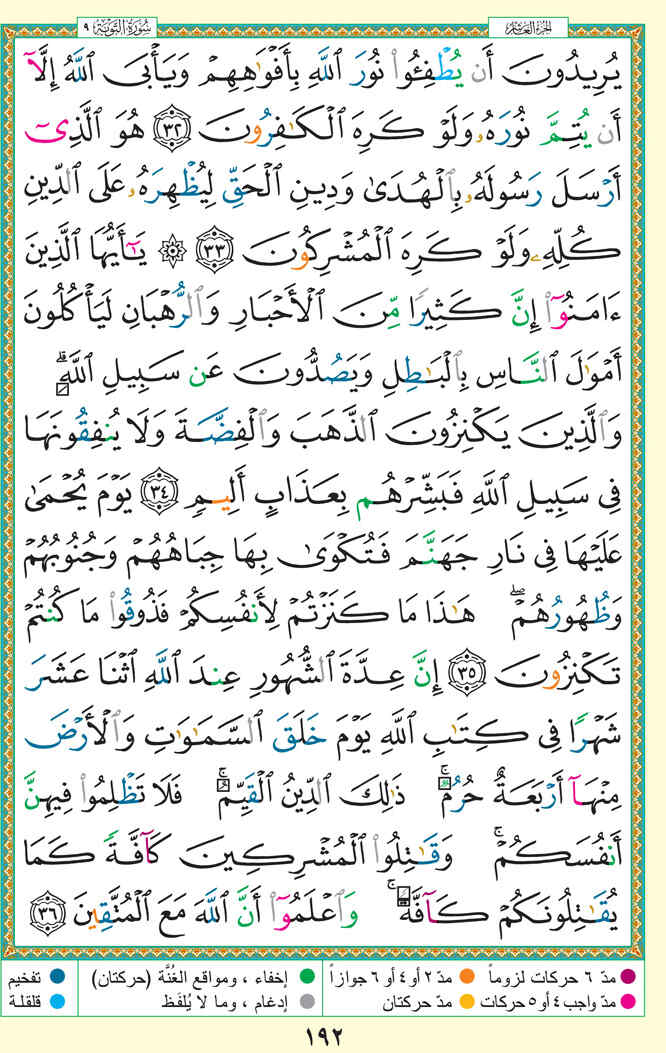 الجزء العاشر
سُورَةُ التَّوْبَةِ ٩
يُرِيدُونَ أَن يُطْفِـُٔوا۟ نُورَ ٱللَّهِ بِأَفْوَٰهِهِمْ وَيَأْبَى ٱللَّهُ إِلَّآ
أَن يُتِمَّ نُورَهُۥ وَلَوْ كَرِهَ ٱلْكَـٰفِرُونَ ٣٢ هُوَ ٱلَّذِىٓ
أَرْسَلَ رَسُولَهُۥ بِٱلْهُدَىٰ وَدِينِ ٱلْحَقِّ لِيُظْهِرَهُۥ عَلَى ٱلدِّينِ
كُلِّهِۦ وَلَوْ كَرِهَ ٱلْمُشْرِكُونَ ٣٣ ۞ يَـٰٓأَيُّهَا ٱلَّذِينَ
ءَامَنُوٓا۟ إِنَّ كَثِيرًا مِّنَ ٱلْأَحْبَارِ وَٱلرُّهْبَانِ لَيَأْكُلُونَ
أَمْوَٰلَ ٱلنَّاسِ بِٱلْبَـٰطِلِ وَيَصُدُّونَ عَن سَبِيلِ ٱللَّهِ ۗ
وَٱلَّذِينَ يَكْنِزُونَ ٱلذَّهَبَ وَٱلْفِضَّةَ وَلَا يُنفِقُونَهَا
فِى سَبِيلِ ٱللَّهِ فَبَشِّرْهُم بِعَذَابٍ أَلِيمٍ ٣٤ يَوْمَ يُحْمَىٰ
عَلَيْهَا فِى نَارِ جَهَنَّمَ فَتُكْوَىٰ بِهَا جِبَاهُهُمْ وَجُنُوبُهُمْ
وَظُهُورُهُمْ ۖ هَـٰذَا مَا كَنَزْتُمْ لِأَنفُسِكُمْ فَذُوقُوا۟ مَا كُنتُمْ
تَكْنِزُونَ ٣٥ إِنَّ عِدَّةَ ٱلشُّهُورِ عِندَ ٱللَّهِ ٱثْنَا عَشَرَ
شَهْرًا فِى كِتَـٰبِ ٱللَّهِ يَوْمَ خَلَقَ ٱلسَّمَـٰوَٰتِ وَٱلْأَرْضَ
مِنْهَآ أَرْبَعَةٌ حُرُمٌ ۚ ذَٰلِكَ ٱلدِّينُ ٱلْقَيِّمُ ۚ فَلَا تَظْلِمُوا۟ فِيهِنَّ
أَنفُسَكُمْ ۚ وَقَـٰتِلُوا۟ ٱلْمُشْرِكِينَ كَآفَّةً كَمَا
يُقَـٰتِلُونَكُمْ كَآفَّةً ۚ وَٱعْلَمُوٓا۟ أَنَّ ٱللَّهَ مَعَ ٱلْمُتَّقِينَ ٣٦
مدّ ٦ حركات لزوماً مدّ ٢ أو ٤ أو ٦ جوازاً إخفاء ، ومواقع الغُنَّة (حركتان) تفخيم
مدّ واجب ٤ أو ٥ حركات مدّ حركتان إدغام ، وما لا يُلفَظ قلقلة
١٩٢